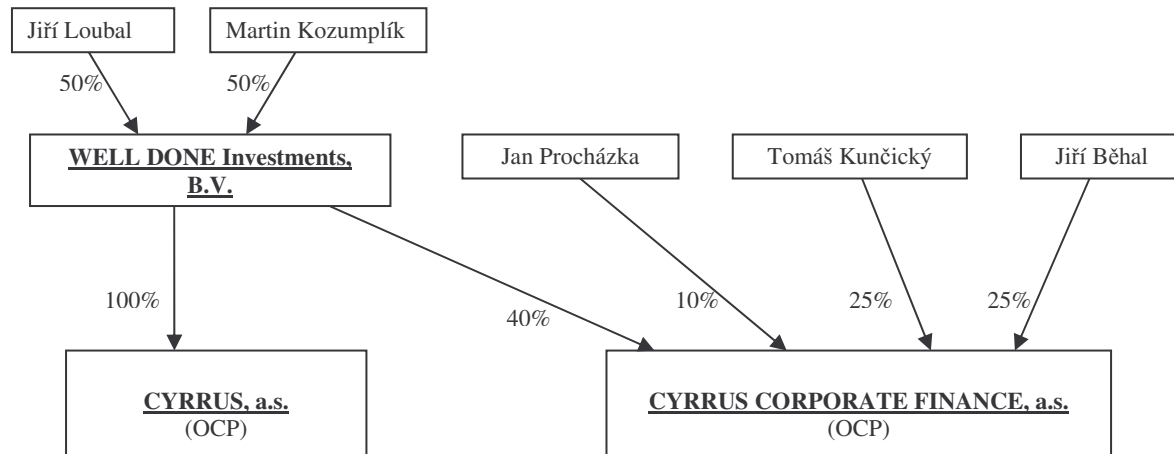 Jiří Loubal
Martin Kozumplík
50%
50%
WELL DONE Investments,
B.V.
Jan Procházka
Tomáš Kunčický
Jiří Běhal
100%
40%
10%
25%
25%
CYRRUS, a.s.
(OCP)
CYRRUS CORPORATE FINANCE, a.s.
(OCP)